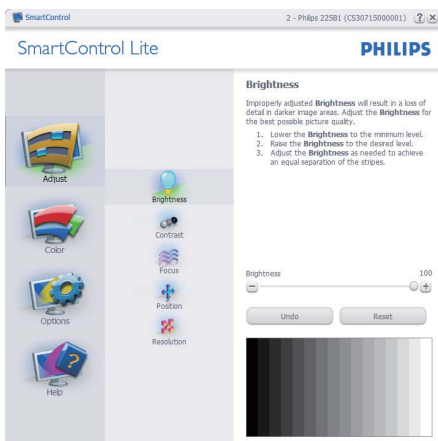 SmartControl
2 - Philips 225B1 (CS30715000001)
SmartControl Lite
PHILIPS
Adjust
Color
Options
Help
Brightness
Contrast
Focus
Position
Resolution
Brightness
Improperly adjusted Brightness will result in a loss of
detail in darker image areas. Adjust the Brightness for
the best possible picture quality.
1. Lower the Brightness to the minimum level.
2. Raise the Brightness to the desired level.
3. Adjust the Brightness as needed to achieve
an equal separation of the stripes.
Brightness 100
Undo Reset